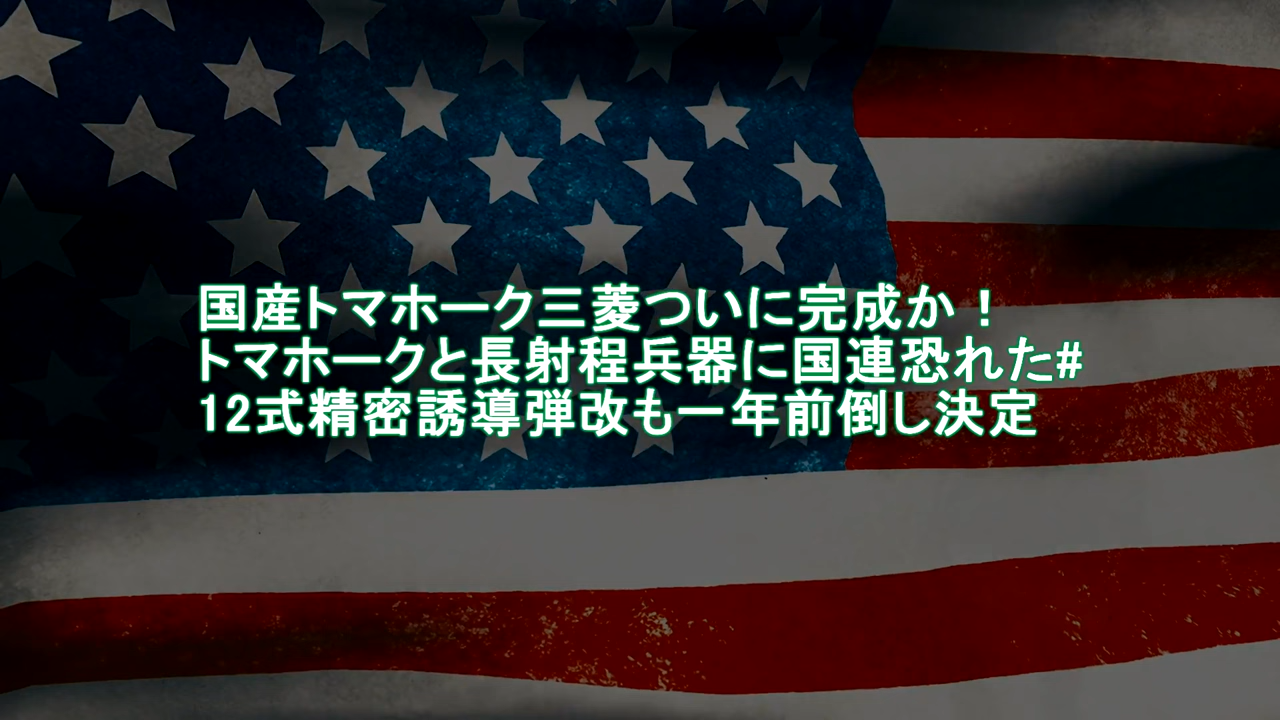 国産トマホーク三菱ついに完成か！
トマホークと長射程兵器に国連恐れた#
12式精密誘導弾改も一年前倒し決定